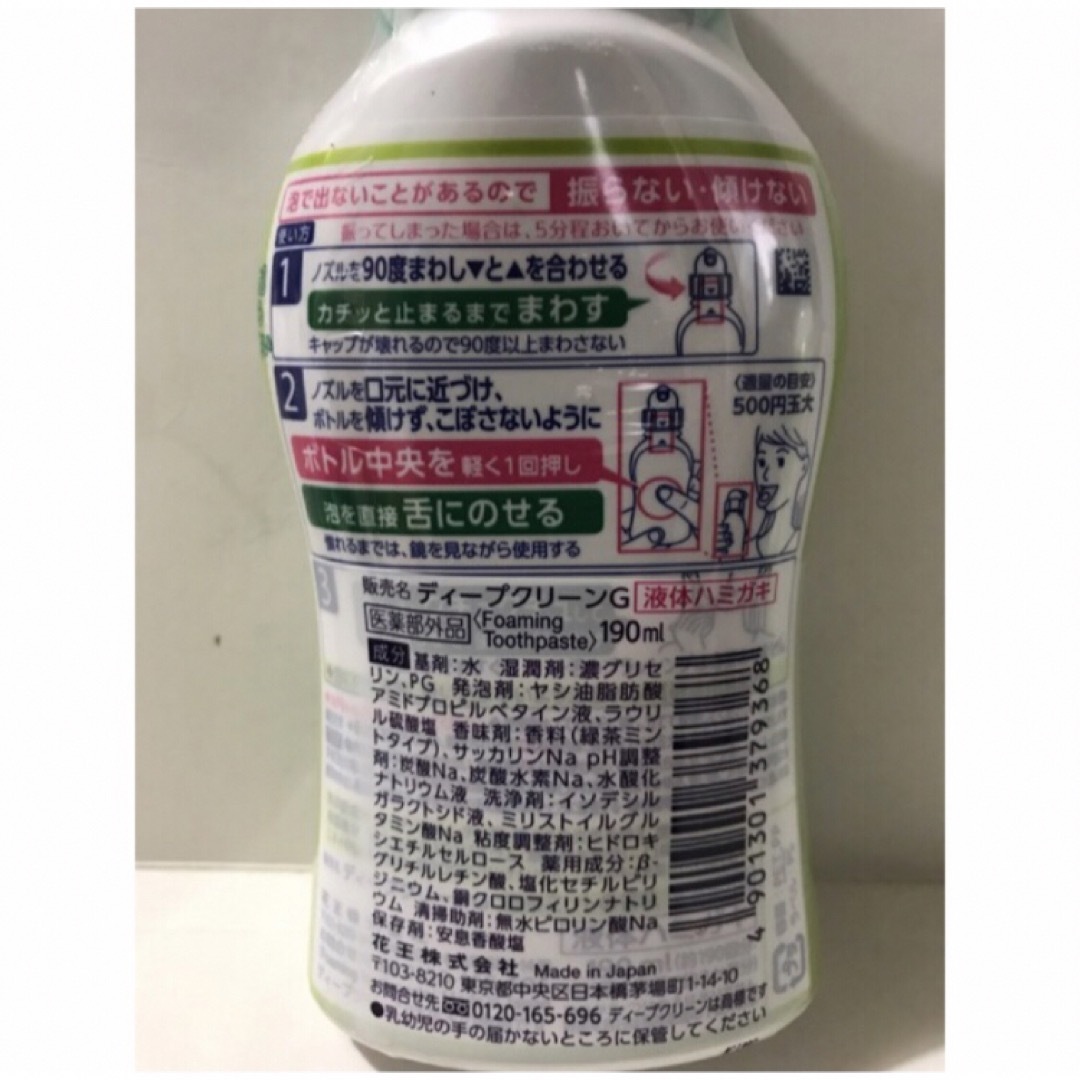 泡で出ないことがあるので 振らない・傾けない
振ってしまった場合は、5分程おいてからお使いください
使い方
1 ノズルを90度まわし▼と▲を合わせる
カチッと止まるまで まわす
キャップが壊れるので90度以上まわさない
2 ノズルを口元に近づけ、
ボトルを傾けず、こぼさないように
ボトル中央を 軽く1回押し
泡を直接 舌にのせる
慣れるまでは、鏡を見ながら使用する
〈適量の目安〉
500円玉大
3
販売名 ディープクリーンG 液体ハミガキ
医薬部外品 〈Foaming
Toothpaste〉 190ml
成分 基剤：水 湿潤剤：濃グリセ
リン、PG 発泡剤：ヤシ油脂肪酸
アミドプロピルベタイン液、ラウリ
ル硫酸塩 香味剤：香料（緑茶ミン
トタイプ）、サッカリンNa pH調整
剤：炭酸Na、炭酸水素Na、水酸化
ナトリウム液 洗浄剤：イソデシル
ガラクトシド液、ミリストイルグル
タミン酸Na 粘度調整剤：ヒドロキ
シエチルセルロース 薬用成分：β-
グリチルレチン酸、塩化セチルピリ
ジニウム、銅クロロフィリンナトリ
ウム 清掃助剤：無水ピロリン酸Na
保存剤：安息香酸塩
4 901301 379368
花王株式会社 Made in Japan
〒103-8210 東京都中央区日本橋茅場町1-14-10
お問合せ先 0120-165-696 ディープクリーンは商標です
●乳幼児の手の届かないところに保管してください